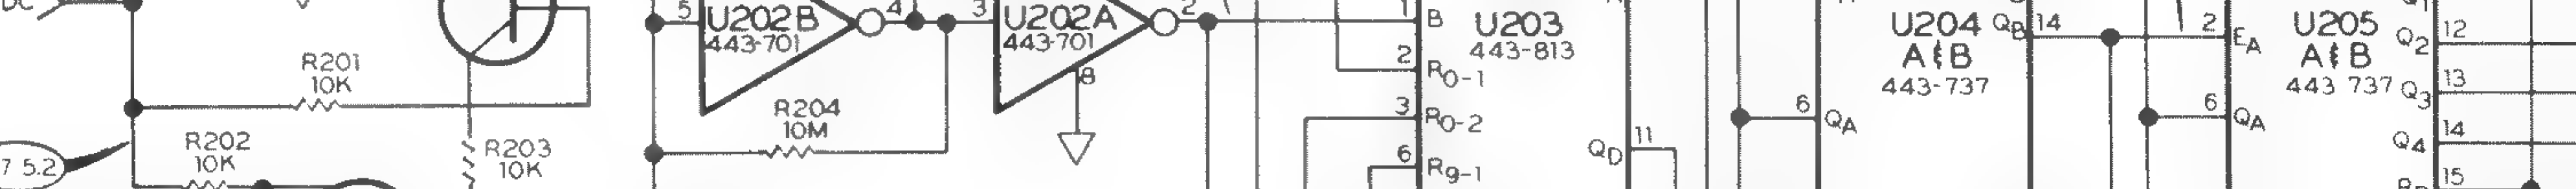 DC
R201
10K
R202
10K
7 5.2
R203
10K
5
U202B
443-701
4
R204
10M
3
U202A
443-701
2
8
1
B
2
R0-1
3
R0-2
6
R9-1
U203
443-813
QD
11
6
QA
U204
A & B
443-737
QB
14
2
EA
6
QA
U205
A & B
443 737
Q2
12
Q3
13
Q4
14
15